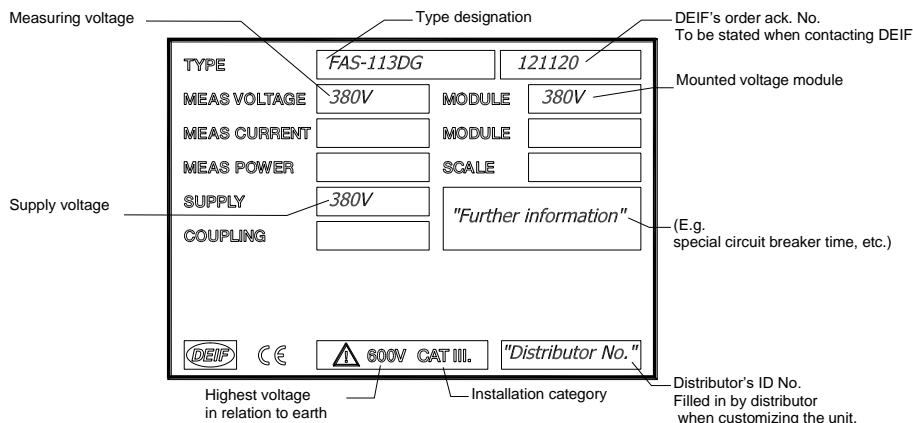 Measuring voltage
Type designation
DEIF's order ack. No.
To be stated when contacting DEIF
TYPE FAS-113DG 121120
MEAS VOLTAGE 380V MODULE 380V
Mounted voltage module
MEAS CURRENT MODULE
MEAS POWER SCALE
Supply voltage
SUPPLY 380V "Further information"
COUPLING
(E.g.
special circuit breaker time, etc.)
DEIF CE 600V CAT III. "Distributor No."
Highest voltage
in relation to earth
Installation category
Distributor's ID No.
Filled in by distributor
when customizing the unit.